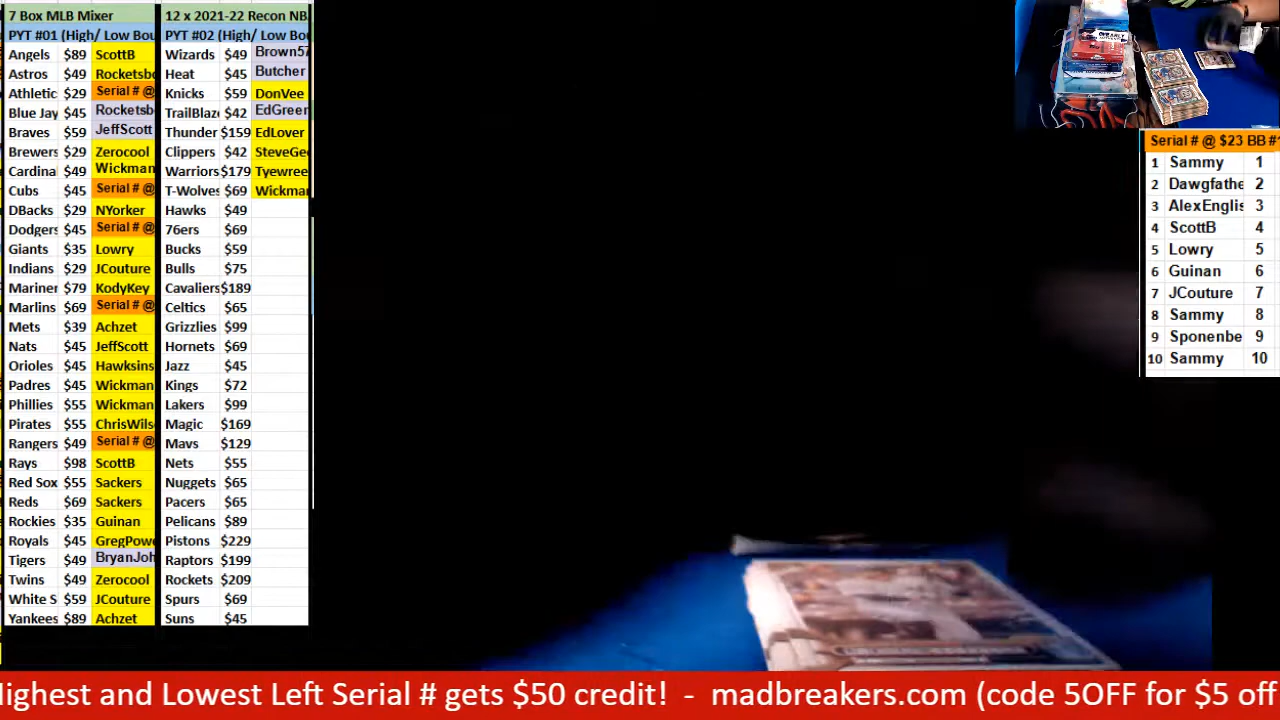 7 Box MLB Mixer
PYT #01 (High/ Low Bou
Angels $89 ScottB
Astros $49 Rocketsbo
Athletic $29 Serial # @
Blue Jay $45 Rocketsb
Braves $59 JeffScott
Brewers $29 Zerocool
Cardina $49 Wickman
Cubs $45 Serial # @
DBacks $29 NYorker
Dodgers $45 Serial # @
Giants $35 Lowry
Indians $29 JCouture
Mariner $79 KodyKey
Marlins $69 Serial # @
Mets $39 Achzet
Nats $45 JeffScott
Orioles $45 Hawksins
Padres $45 Wickman
Phillies $55 Wickman
Pirates $55 ChrisWils
Rangers $49 Serial # @
Rays $98 ScottB
Red Sox $55 Sackers
Reds $69 Sackers
Rockies $35 Guinan
Royals $45 GregPow
Tigers $49 BryanJoh
Twins $49 Zerocool
White S $59 JCouture
Yankees $89 Achzet
12 x 2021-22 Recon NB
PYT #02 (High/ Low Bou
Wizards $49 Brown57
Heat $45 Butcher
Knicks $59 DonVee
TrailBlaz $42 EdGreer
Thunder $159 EdLover
Clippers $42 SteveGe
Warriors $179 Tyewree
T-Wolves $69 Wickmar
Hawks $49
76ers $69
Bucks $59
Bulls $75
Cavaliers $189
Celtics $65
Grizzlies $99
Hornets $69
Jazz $45
Kings $72
Lakers $99
Magic $169
Mavs $129
Nets $55
Nuggets $65
Pacers $65
Pelicans $89
Pistons $229
Raptors $199
Rockets $209
Spurs $69
Suns $45
Serial # @ $23 BB #
1 Sammy 1
2 Dawgfathe 2
3 AlexEnglis 3
4 ScottB 4
5 Lowry 5
6 Guinan 6
7 JCouture 7
8 Sammy 8
9 Sponenbe 9
10 Sammy 10
Highest and Lowest Left Serial # gets $50 credit! - madbreakers.com (code 5OFF for $5 off